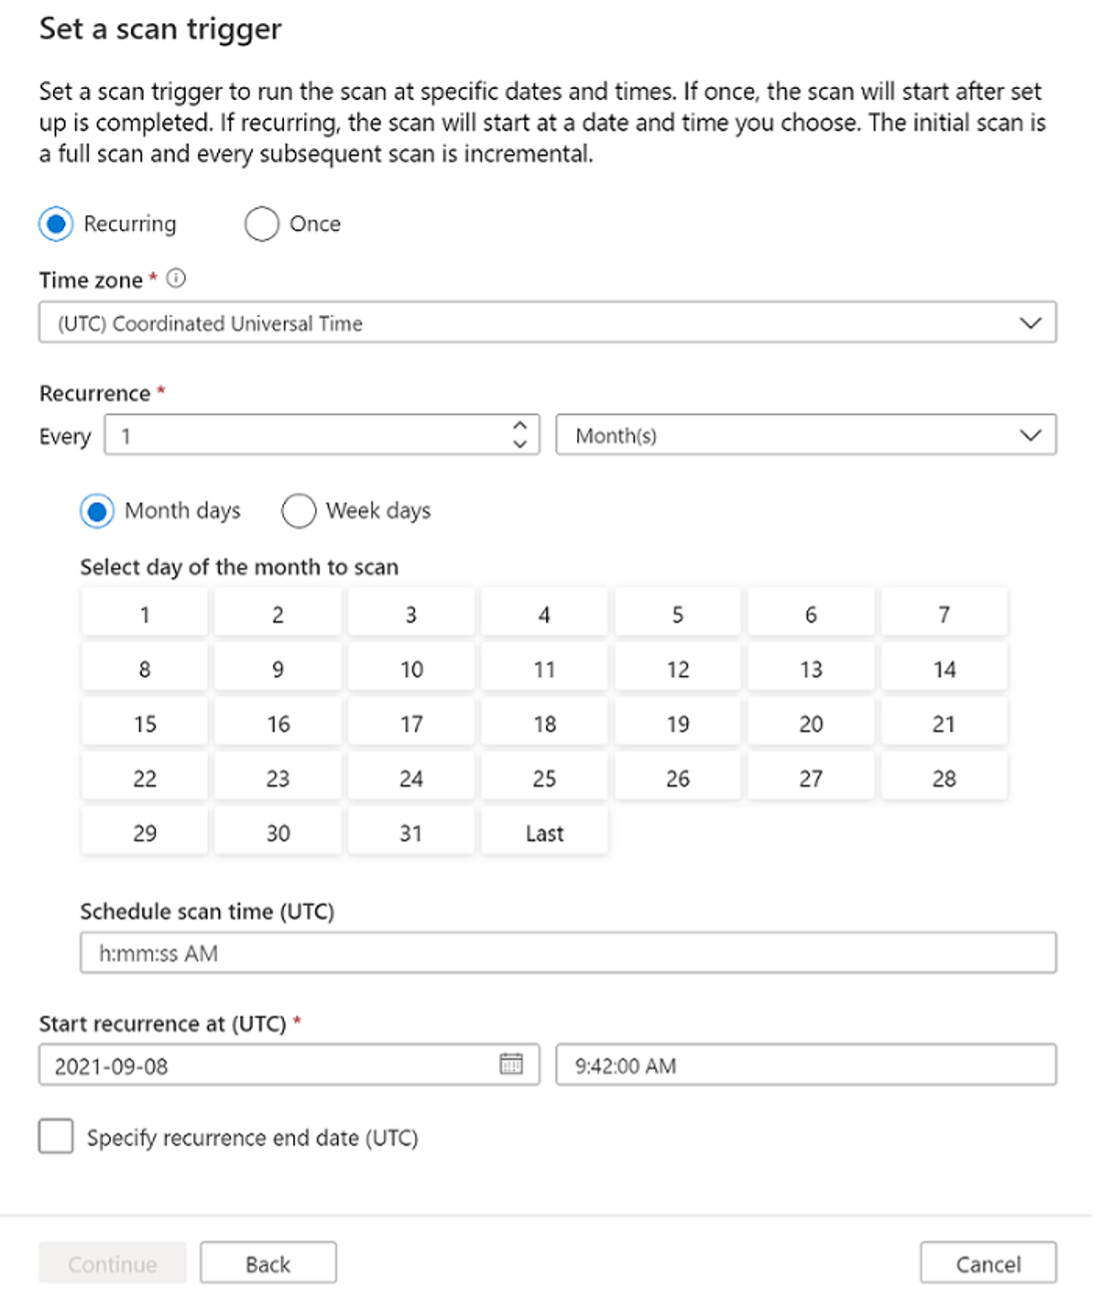 Set a scan trigger
Set a scan trigger to run the scan at specific dates and times. If once, the scan will start after set
up is completed. If recurring, the scan will start at a date and time you choose. The initial scan is
a full scan and every subsequent scan is incremental.
Recurring Once
Time zone *
(UTC) Coordinated Universal Time
Recurrence *
Every 1 Month(s)
Month days Week days
Select day of the month to scan
1 2 3 4 5 6 7
8 9 10 11 12 13 14
15 16 17 18 19 20 21
22 23 24 25 26 27 28
29 30 31 Last
Schedule scan time (UTC)
h:mm:ss AM
Start recurrence at (UTC) *
2021-09-08 9:42:00 AM
Specify recurrence end date (UTC)
Continue Back Cancel